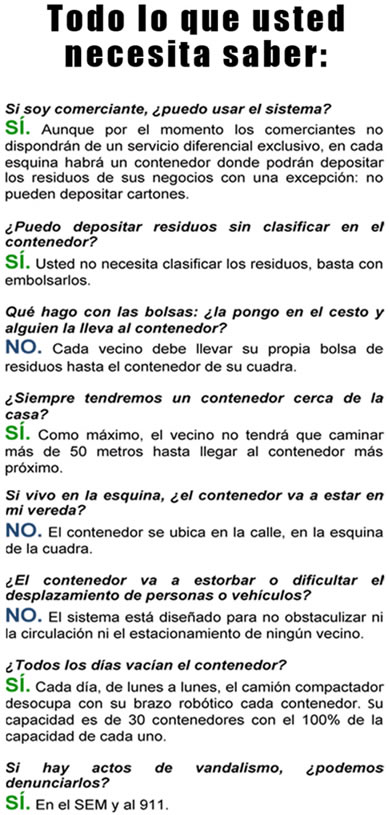 Todo lo que usted
necesita saber:
Si soy comerciante, ¿puedo usar el sistema?
SÍ. Aunque por el momento los comerciantes no
dispondrán de un servicio diferencial exclusivo, en cada
esquina habrá un contenedor donde podrán depositar
los residuos de sus negocios con una excepción: no
pueden depositar cartones.
¿Puedo depositar residuos sin clasificar en el
contenedor?
SÍ. Usted no necesita clasificar los residuos, basta con
embolsarlos.
Qué hago con las bolsas: ¿la pongo en el cesto y
alguien la lleva al contenedor?
NO. Cada vecino debe llevar su propia bolsa de
residuos hasta el contenedor de su cuadra.
¿Siempre tendremos un contenedor cerca de la
casa?
SÍ. Como máximo, el vecino no tendrá que caminar
más de 50 metros hasta llegar al contenedor más
próximo.
Si vivo en la esquina, ¿el contenedor va a estar en
mi vereda?
NO. El contenedor se ubica en la calle, en la esquina
de la cuadra.
¿El contenedor va a estorbar o dificultar el
desplazamiento de personas o vehículos?
NO. El sistema está diseñado para no obstaculizar ni
la circulación ni el estacionamiento de ningún vecino.
¿Todos los días vacían el contenedor?
SÍ. Cada día, de lunes a lunes, el camión compactador
desocupa con su brazo robótico cada contenedor. Su
capacidad es de 30 contenedores con el 100% de la
capacidad de cada uno.
Si hay actos de vandalismo, ¿podemos
denunciarlos?
SÍ. En el SEM y al 911.